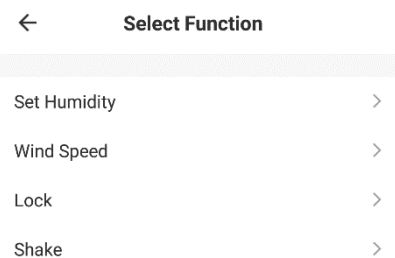 Select Function
Set Humidity
Wind Speed
Lock
Shake